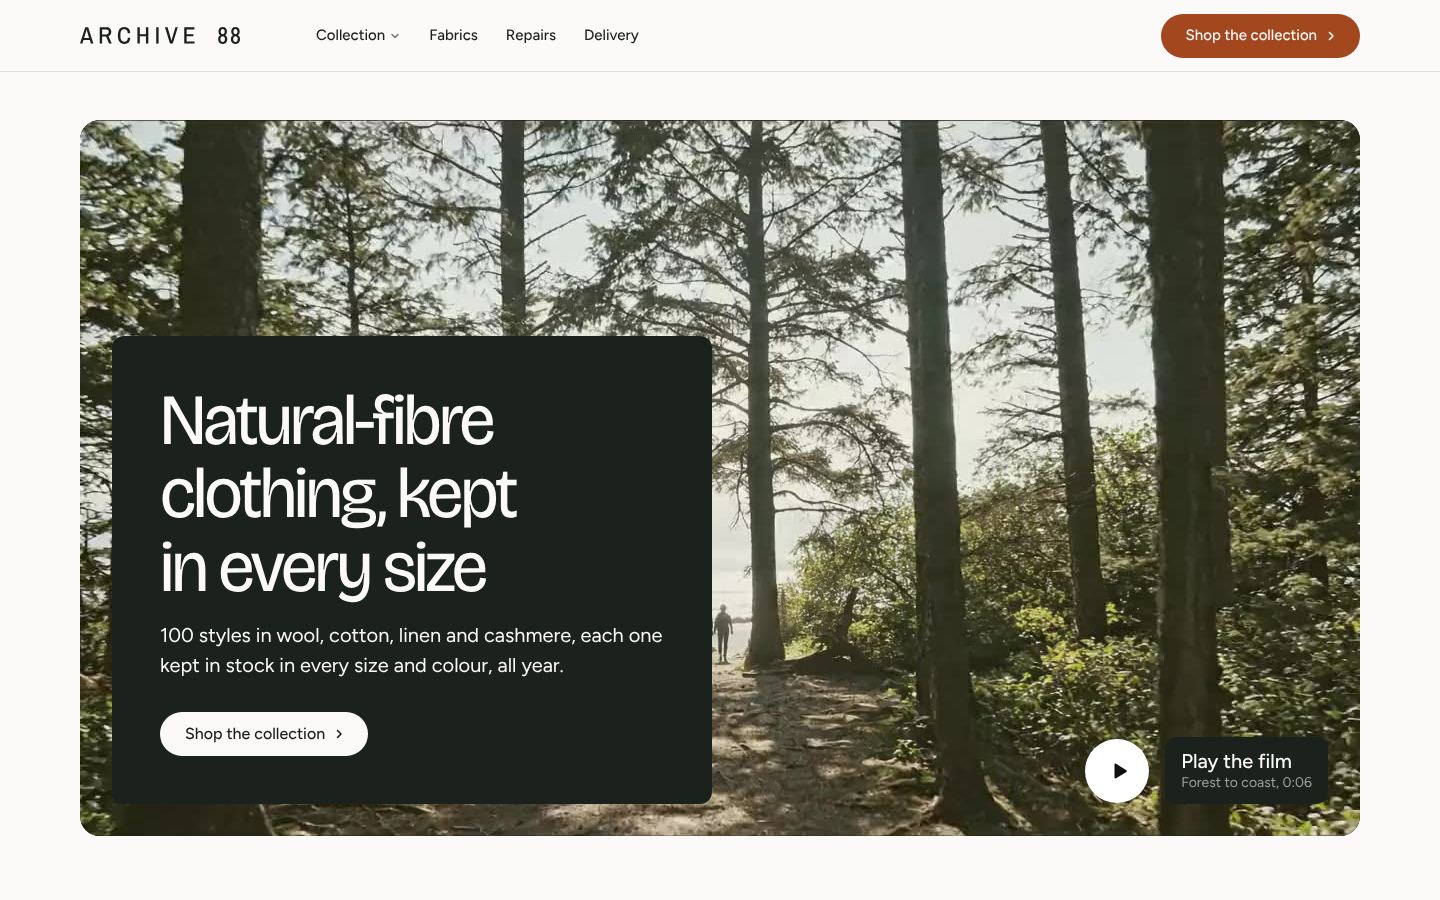 ARCHIVE 88
Collection
Fabrics
Repairs
Delivery
Shop the collection
Natural-fibre
clothing, kept
in every size
100 styles in wool, cotton, linen and cashmere, each one
kept in stock in every size and colour, all year.
Shop the collection
Play the film
Forest to coast, 0:06